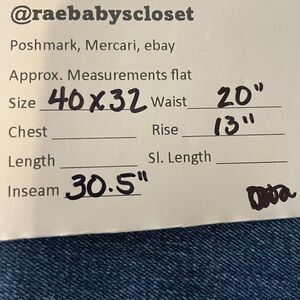 @raebabyscloset
Poshmark, Mercari, ebay
Approx. Measurements flat
Size 40x32 Waist 20"
Chest Rise 13"
Length Sl. Length
Inseam 30.5"